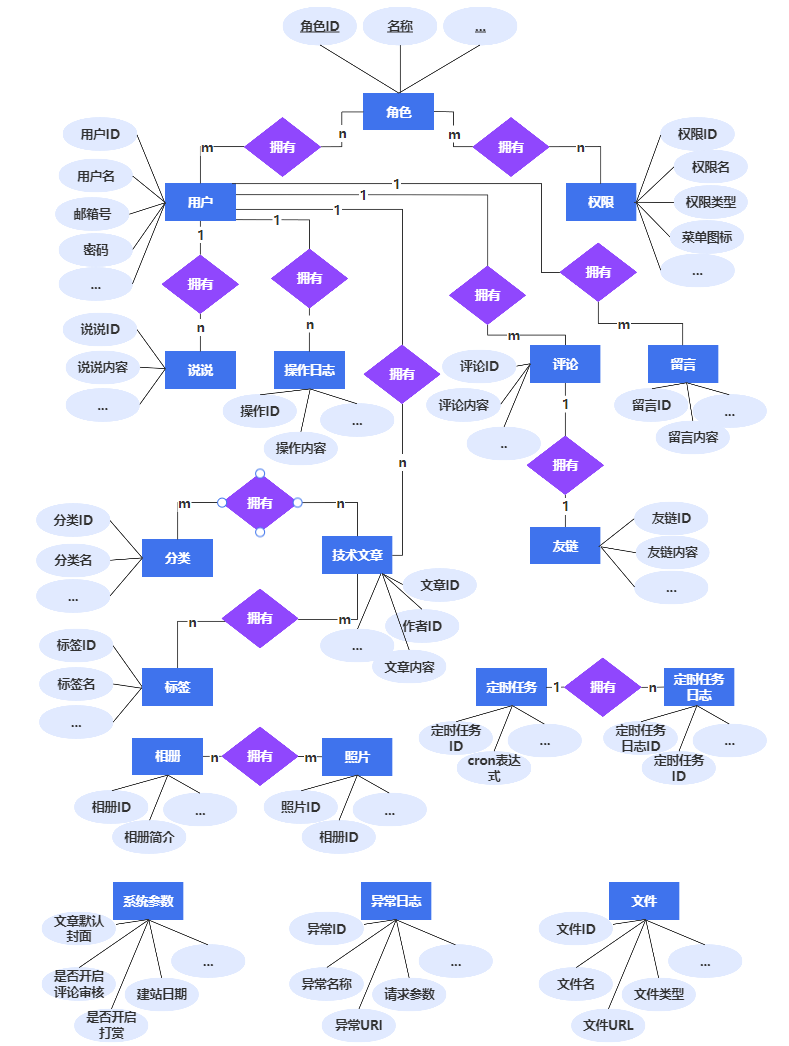 角色ID
名称
...
角色
n
m
用户ID
m
拥有
拥有
n
权限ID
用户名
权限名
1
用户
1
权限
权限类型
邮箱号
1
1
1
菜单图标
密码
...
...
拥有
拥有
拥有
拥有
说说ID
n
n
m
m
说说内容
说说
操作日志
拥有
评论ID
评论
留言
...
操作ID
...
评论内容
1
留言ID
...
操作内容
..
留言内容
n
拥有
分类ID
m
拥有
n
1
友链ID
分类名
分类
技术文章
友链
友链内容
...
文章ID
...
标签ID
n
拥有
m
作者ID
...
文章内容
标签名
标签
定时任务
1
拥有
n
定时任务
日志
...
定时任务
ID
...
定时任务
日志ID
...
cron表达
式
定时任务
ID
相册
n
拥有
m
照片
相册ID
...
照片ID
...
相册简介
相册ID
系统参数
异常日志
文件
文章默认
封面
...
异常ID
...
文件ID
...
是否开启
评论审核
建站日期
异常名称
请求参数
文件名
文件类型
是否开启
打赏
异常URI
文件URL